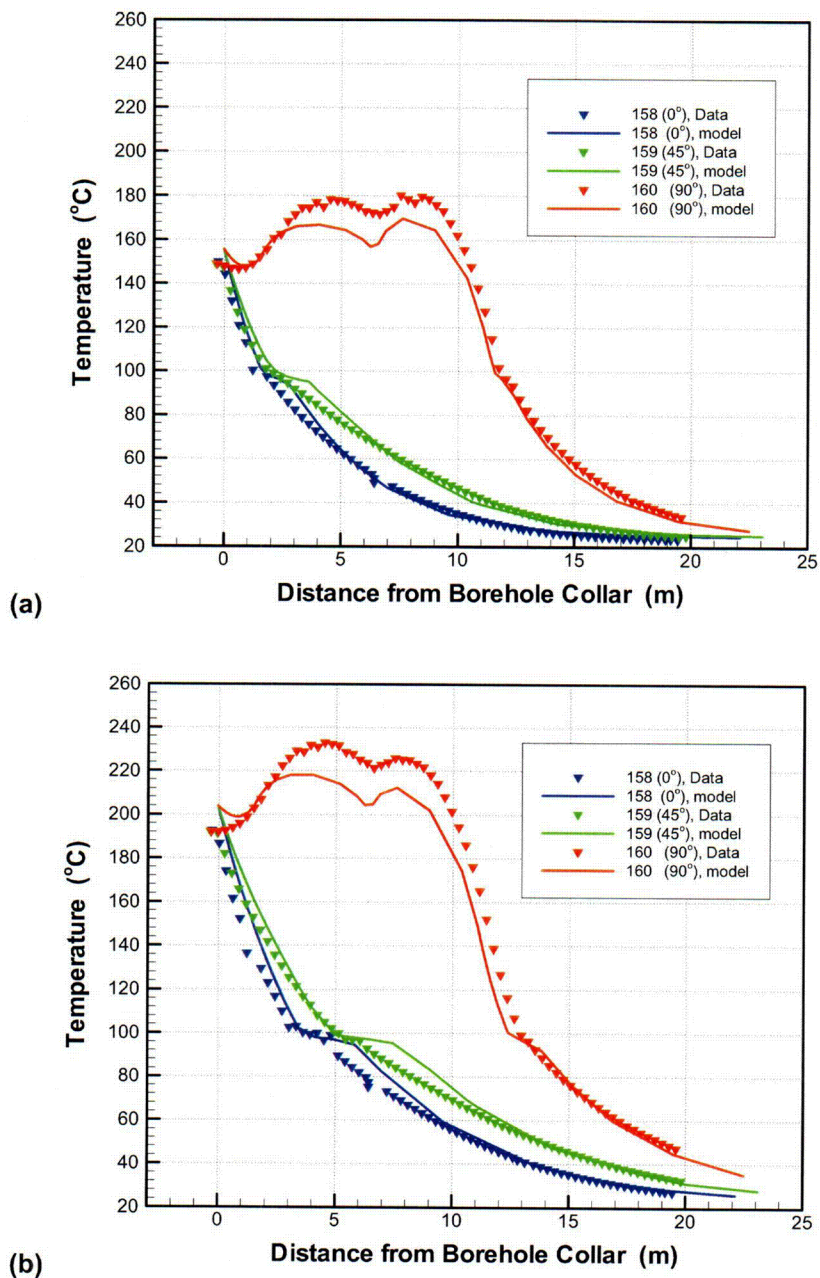 260
240
220
200
180
160
140
120
100
80
60
40
20
Temperature (°C)
158 (0°), Data
158 (0°), model
159 (45°), Data
159 (45°), model
160 (90°), Data
160 (90°), model
0 5 10 15 20 25
Distance from Borehole Collar (m)
(a)
260
240
220
200
180
160
140
120
100
80
60
40
20
Temperature (°C)
158 (0°), Data
158 (0°), model
159 (45°), Data
159 (45°), model
160 (90°), Data
160 (90°), model
0 5 10 15 20 25
Distance from Borehole Collar (m)
(b)